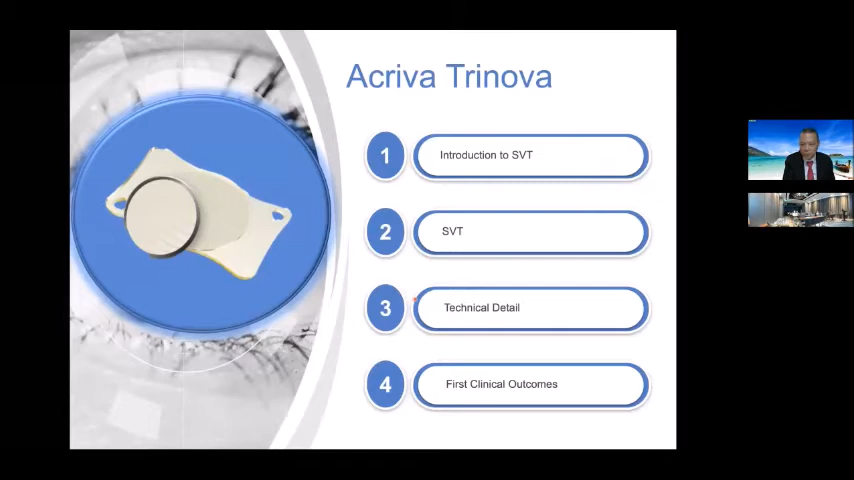 Acriva Trinova
1
Introduction to SVT
2
SVT
3
Technical Detail
4
First Clinical Outcomes